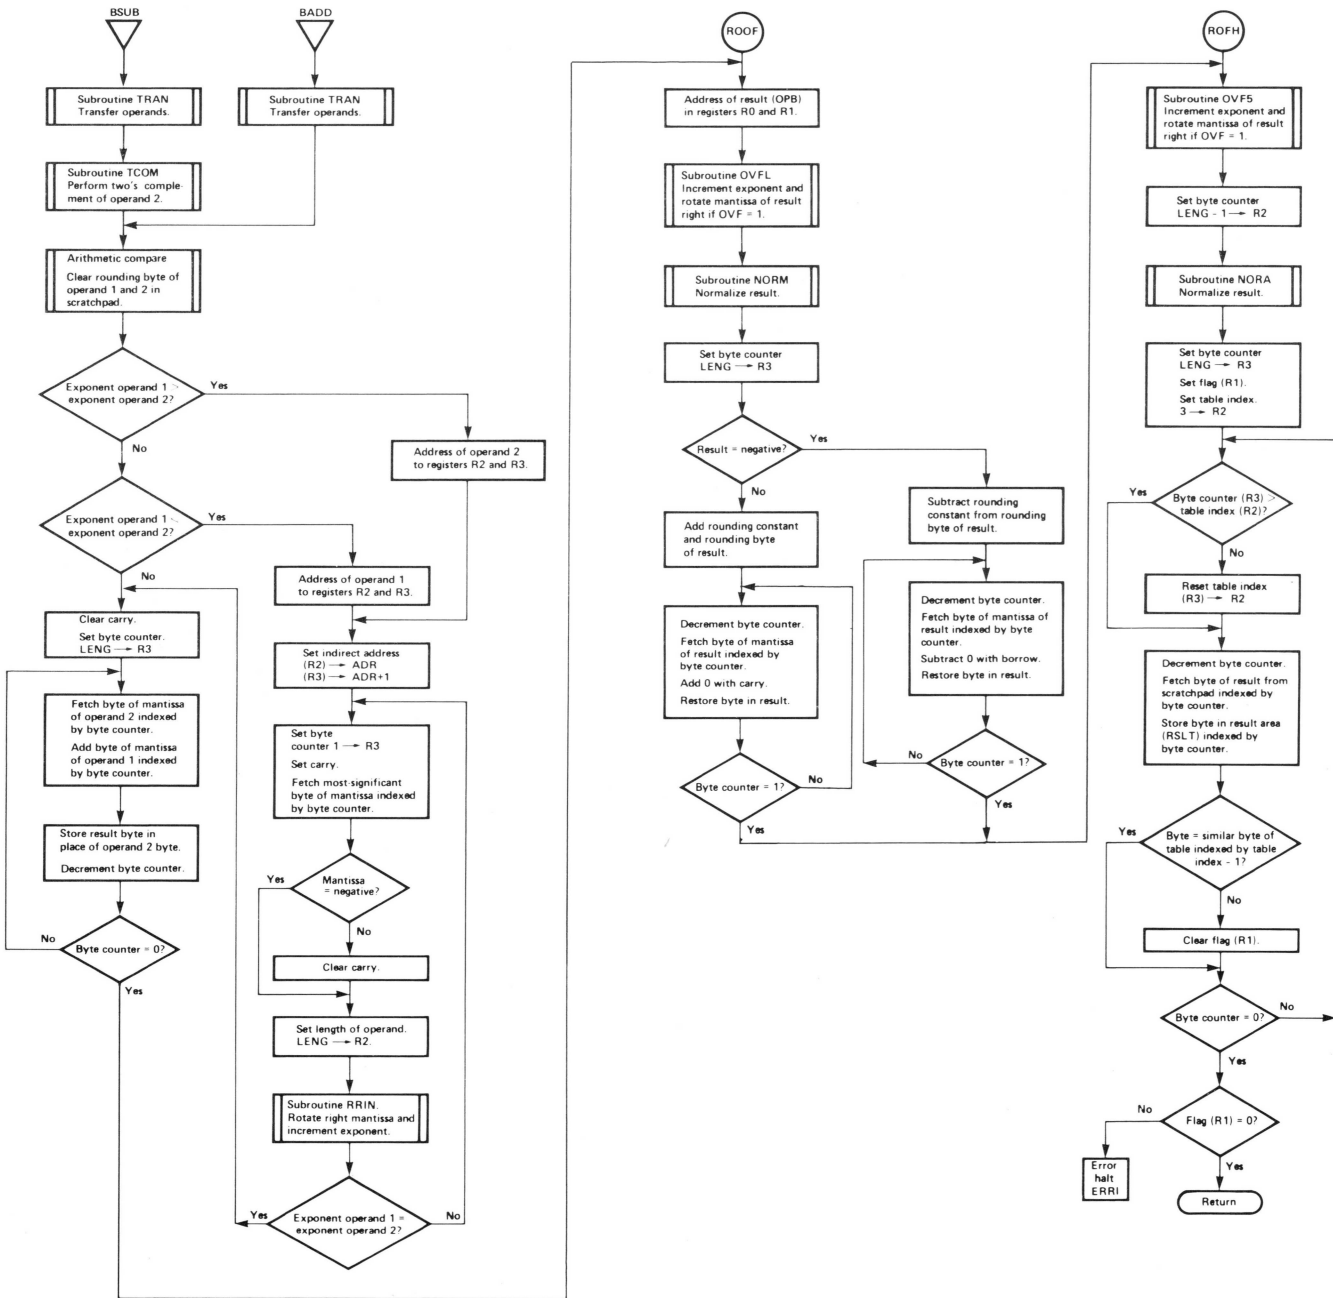 BSUB
BADD
Subroutine TRAN
Transfer operands.
Subroutine TRAN
Transfer operands.
Subroutine TCOM
Perform two's comple-
ment of operand 2.
Arithmetic compare
Clear rounding byte of
operand 1 and 2 in
scratchpad.
Exponent operand 1 >
exponent operand 2?
Yes
No
Address of operand 2
to registers R2 and R3.
Exponent operand 1 <
exponent operand 2?
Yes
No
Address of operand 1
to registers R2 and R3.
Clear carry.
Set byte counter.
LENG → R3
Set indirect address
(R2) → ADR
(R3) → ADR+1
Fetch byte of mantissa
of operand 2 indexed
by byte counter.
Add byte of mantissa
of operand 1 indexed
by byte counter.
Set byte
counter 1 → R3
Set carry.
Fetch most-significant
byte of mantissa indexed
by byte counter.
Store result byte in
place of operand 2 byte.
Decrement byte counter.
Mantissa
= negative?
Yes
No
Byte counter = 0?
No
Yes
Clear carry.
Set length of operand.
LENG → R2.
Subroutine RRIN.
Rotate right mantissa and
increment exponent.
Exponent operand 1 =
exponent operand 2?
Yes
No
ROOF
Address of result (OPB)
in registers R0 and R1.
Subroutine OVFL
Increment exponent and
rotate mantissa of result
right if OVF = 1.
Subroutine NORM
Normalize result.
Set byte counter
LENG → R3
Result = negative?
Yes
No
Add rounding constant
and rounding byte
of result.
Subtract rounding
constant from rounding
byte of result.
Decrement byte counter.
Fetch byte of mantissa
of result indexed by
byte counter.
Add 0 with carry.
Restore byte in result.
Decrement byte counter.
Fetch byte of mantissa of
result indexed by byte
counter.
Subtract 0 with borrow.
Restore byte in result.
Byte counter = 1?
No
Yes
Byte counter = 1?
No
Yes
ROFH
Subroutine OVF5
Increment exponent and
rotate mantissa of result
right if OVF = 1.
Set byte counter
LENG - 1 → R2
Subroutine NORA
Normalize result.
Set byte counter
LENG → R3
Set flag (R1).
Set table index.
3 → R2
Byte counter (R3) >
table index (R2)?
Yes
No
Reset table index
(R3) → R2
Decrement byte counter.
Fetch byte of result from
scratchpad indexed by
byte counter.
Store byte in result area
(RSLT) indexed by
byte counter.
Byte = similar byte of
table indexed by table
index - 1?
Yes
No
Clear flag (R1).
Byte counter = 0?
No
Yes
Flag (R1) = 0?
No
Yes
Error
halt
ERRI
Return